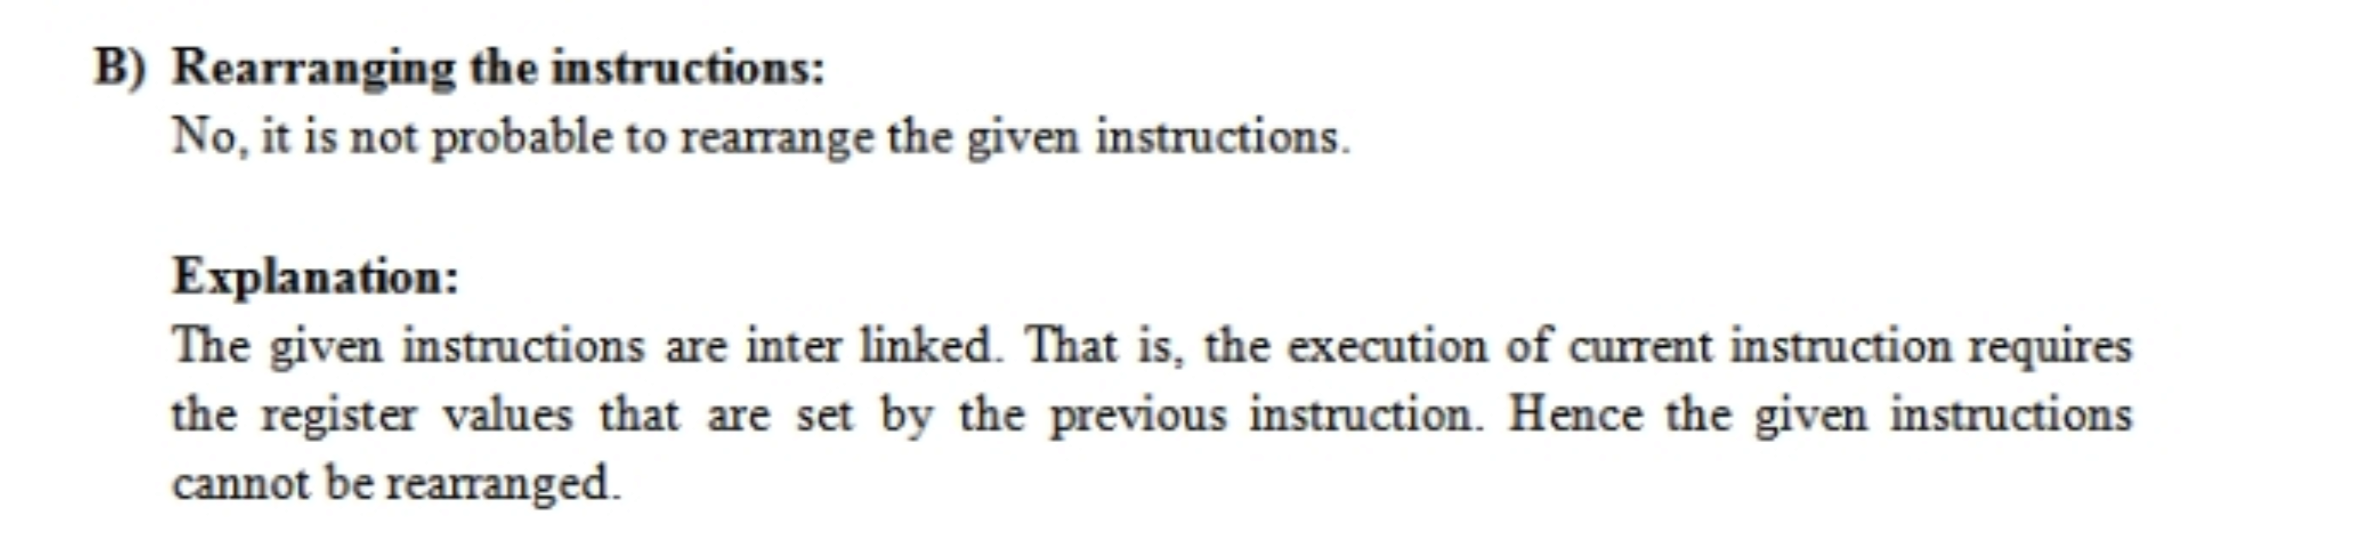 B) Rearranging the instructions:
No, it is not probable to rearrange the given instructions.
Explanation:
The given instructions are inter linked. That is, the execution of current instruction requires
the register values that are set by the previous instruction. Hence the given instructions
cannot be rearranged.